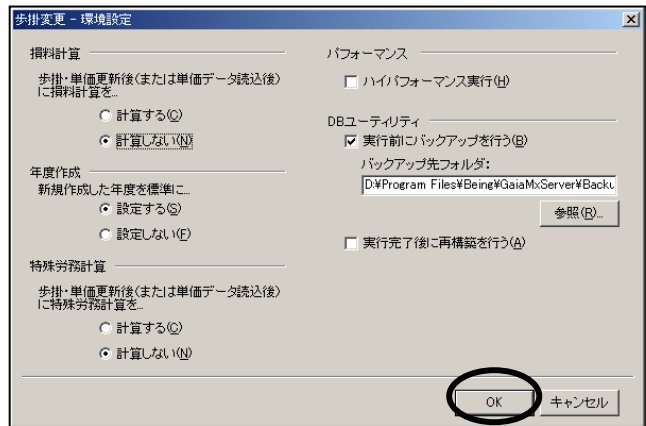 歩掛変更 - 環境設定
損料計算
歩掛・単価更新後(または単価データ読込後)
に損料計算を...
計算する(C)
計算しない(N)
年度作成
新規作成した年度を標準に...
設定する(S)
設定しない(F)
特殊労務計算
歩掛・単価更新後(または単価データ読込後)
に特殊労務計算を...
計算する(C)
計算しない(N)
パフォーマンス
ハイパフォーマンス実行(H)
DBユーティリティ
実行前にバックアップを行う(B)
バックアップ先フォルダ:
D:¥Program Files¥Being¥GaiaMxServer¥Backu
参照(R)...
実行完了後に再構築を行う(A)
OK
キャンセル